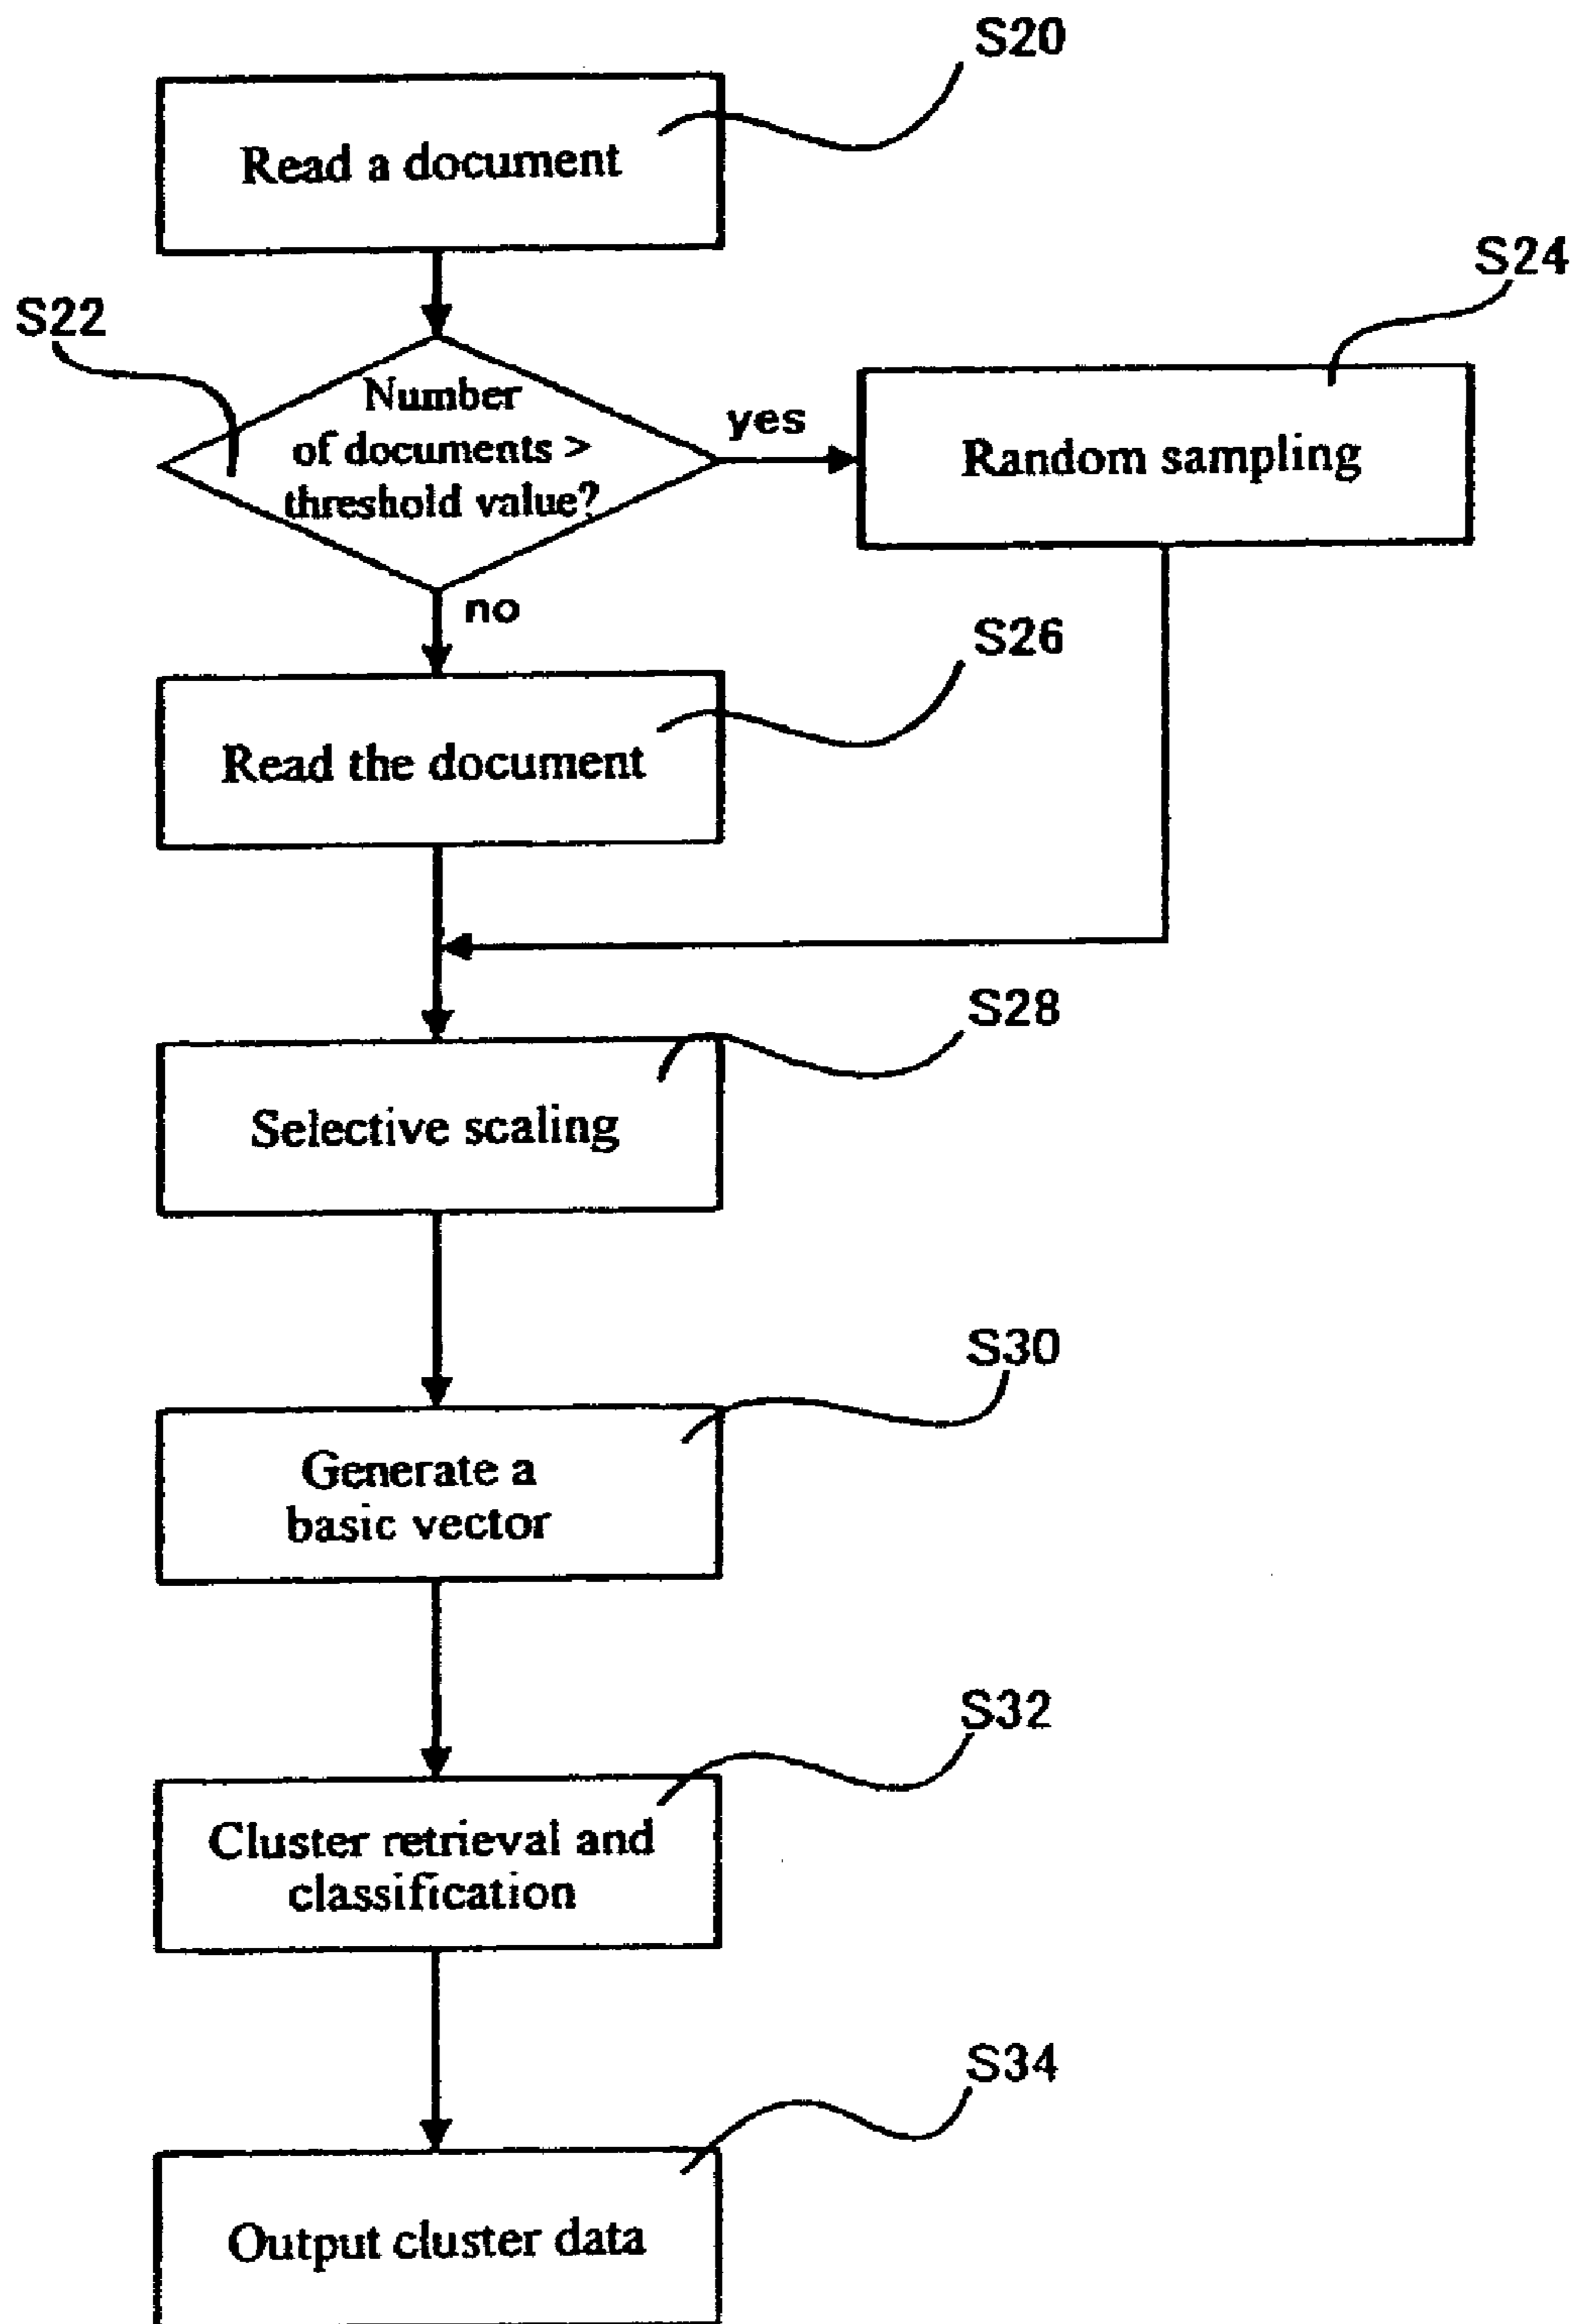 S20
Read a document
S24
S22
Number
of documents >
threshold value?
yes
Random sampling
no
S26
Read the document
S28
Selective scaling
S30
Generate a
basic vector
S32
Cluster retrieval and
classification
S34
Output cluster data